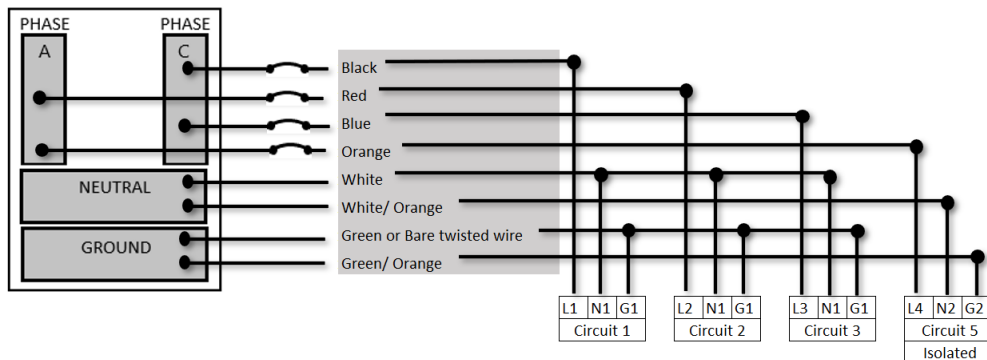 PHASE PHASE
A C
Black
Red
Blue
Orange
NEUTRAL
White
White/ Orange
GROUND
Green or Bare twisted wire
Green/ Orange
L1 N1 G1 L2 N1 G1 L3 N1 G1 L4 N2 G2
Circuit 1 Circuit 2 Circuit 3 Circuit 5
Isolated